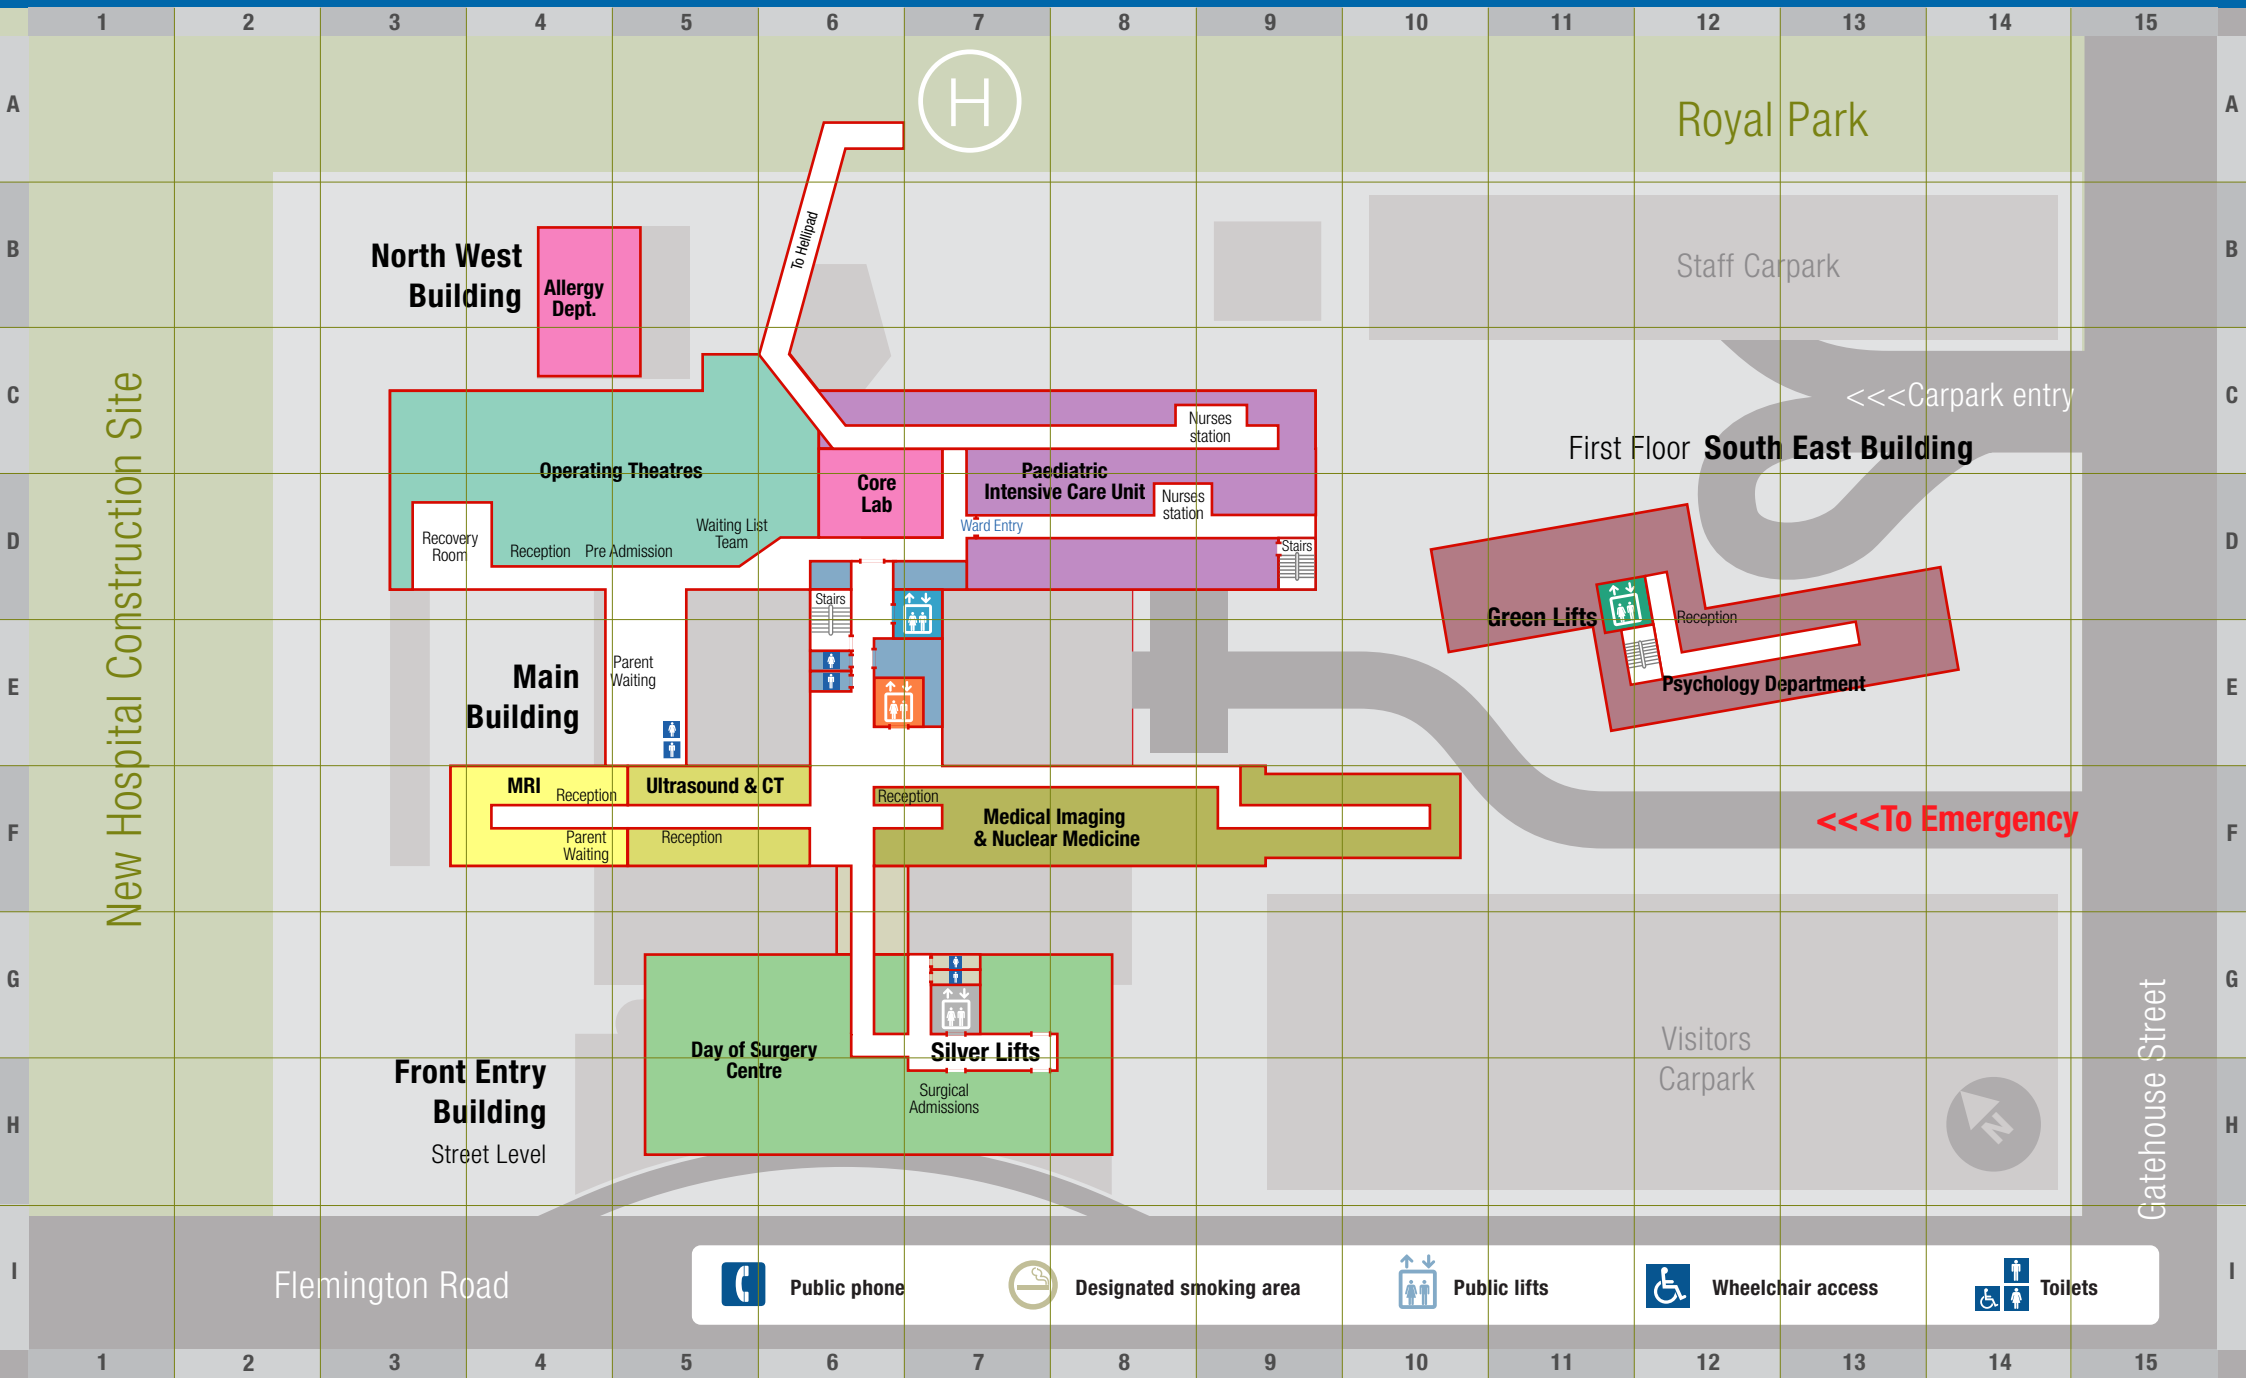 1 2 3 4 5 6 7 8 9 10 11 12 13 14 15
A
H
A
Royal Park
B
North West
Building
Allergy
Dept.
To Hellipad
Staff Carpark
B
C
<<<Carpark entry
C
Nurses
station
First Floor South East Building
New Hospital Construction Site
Operating Theatres
Core
Lab
Paediatric
Intensive Care Unit
Nurses
station
D
Recovery
Room
Reception
Pre Admission
Waiting List
Team
Ward Entry
Stairs
D
Stairs
Green Lifts
Reception
E
Main
Building
Parent
Waiting
Psychology Department
E
MRI
Reception
Ultrasound & CT
Reception
F
Parent
Waiting
Reception
Medical Imaging
& Nuclear Medicine
<<<To Emergency
F
G
G
Day of Surgery
Centre
Silver Lifts
Visitors
Carpark
Gatehouse Street
Front Entry
Building
Street Level
Surgical
Admissions
H
N
H
I
Flemington Road
Public phone
Designated smoking area
Public lifts
Wheelchair access
Toilets
I
1 2 3 4 5 6 7 8 9 10 11 12 13 14 15